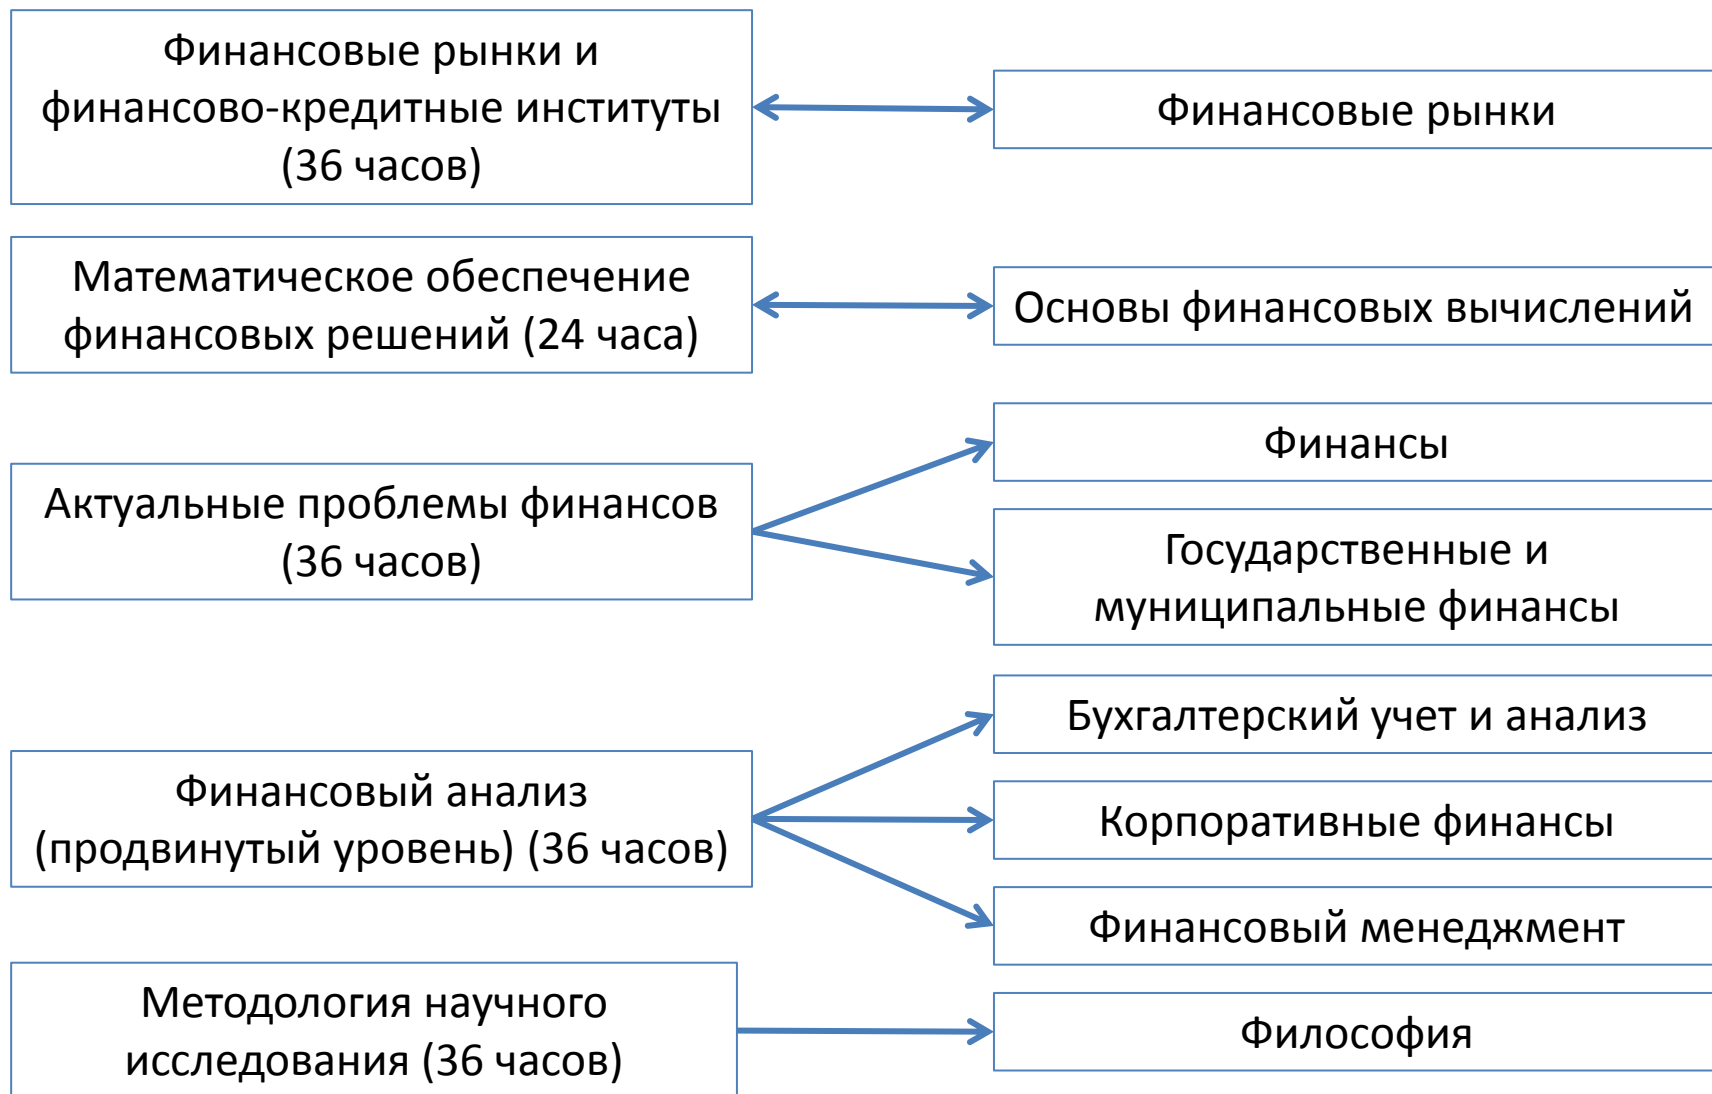 Финансовые рынки и
финансово-кредитные институты
(36 часов)
Финансовые рынки
Математическое обеспечение
финансовых решений (24 часа)
Основы финансовых вычислений
Актуальные проблемы финансов
(36 часов)
Финансы
Государственные и
муниципальные финансы
Финансовый анализ
(продвинутый уровень) (36 часов)
Бухгалтерский учет и анализ
Корпоративные финансы
Финансовый менеджмент
Методология научного
исследования (36 часов)
Философия